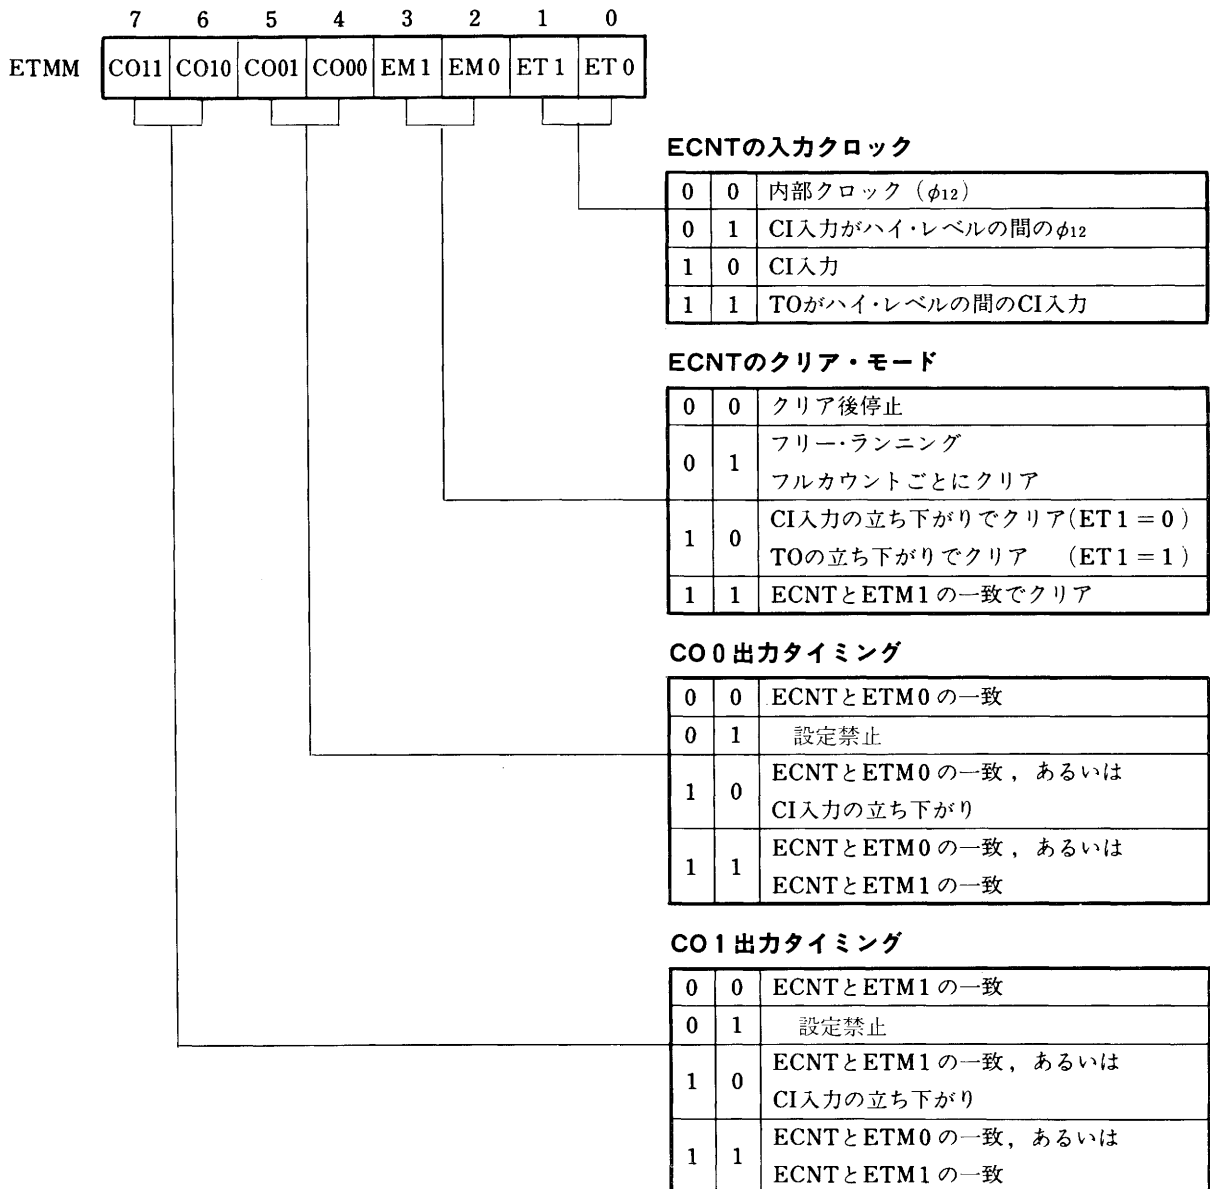 7 6 5 4 3 2 1 0
ETMM CO11 CO10 CO01 CO00 EM1 EM0 ET1 ET0
ECNTの入力クロック
0 0 内部クロック（φ12）
0 1 CI入力がハイ・レベルの間のφ12
1 0 CI入力
1 1 TOがハイ・レベルの間のCI入力
ECNTのクリア・モード
0 0 クリア後停止
0 1 フリー・ランニング
フルカウントごとにクリア
1 0 CI入力の立ち下がりでクリア(ET1=0)
TOの立ち下がりでクリア (ET1=1)
1 1 ECNTとETM1の一致でクリア
CO0出力タイミング
0 0 ECNTとETM0の一致
0 1 設定禁止
1 0 ECNTとETM0の一致，あるいは
CI入力の立ち下がり
1 1 ECNTとETM0の一致，あるいは
ECNTとETM1の一致
CO1出力タイミング
0 0 ECNTとETM1の一致
0 1 設定禁止
1 0 ECNTとETM1の一致，あるいは
CI入力の立ち下がり
1 1 ECNTとETM0の一致，あるいは
ECNTとETM1の一致